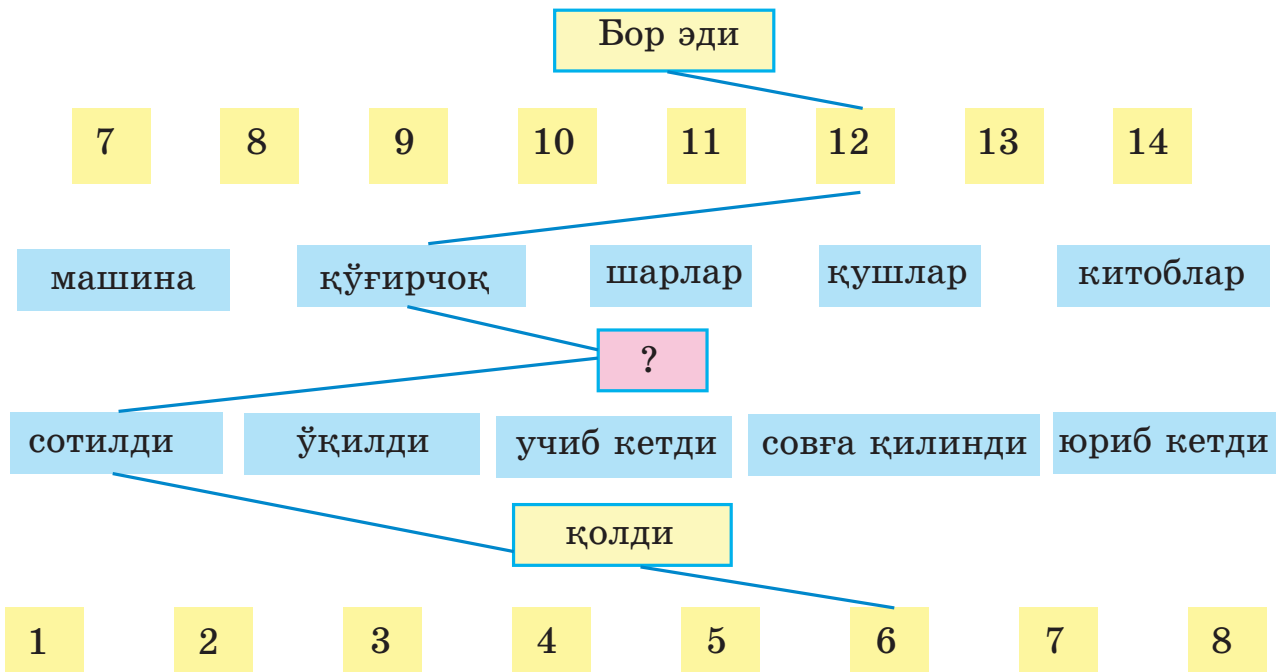 Бор эди
7 8 9 10 11 12 13 14
машина қўғирчоқ шарлар қушлар китоблар
?
сотилди ўқилди учиб кетди совға қилинди юриб кетди
қолди
1 2 3 4 5 6 7 8